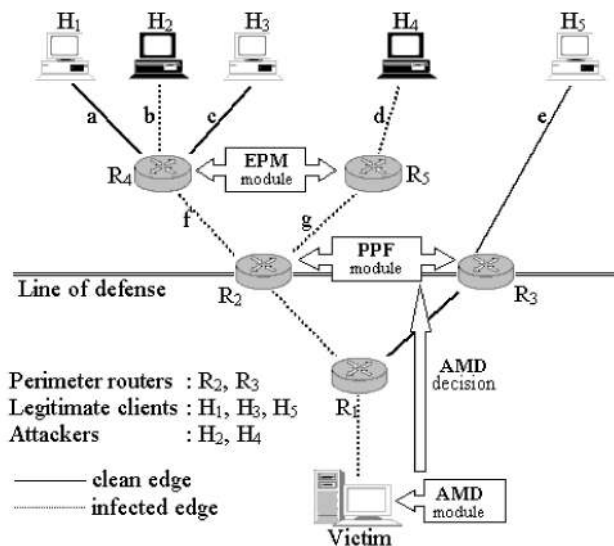 H1 H2 H3 H4 H5
a b c d e
R4 EPM module R5
f g
PPF module
Line of defense R2 R3
AMD decision
R1
Perimeter routers : R2, R3
Legitimate clients : H1, H3, H5
Attackers : H2, H4
clean edge
infected edge
Victim
AMD module